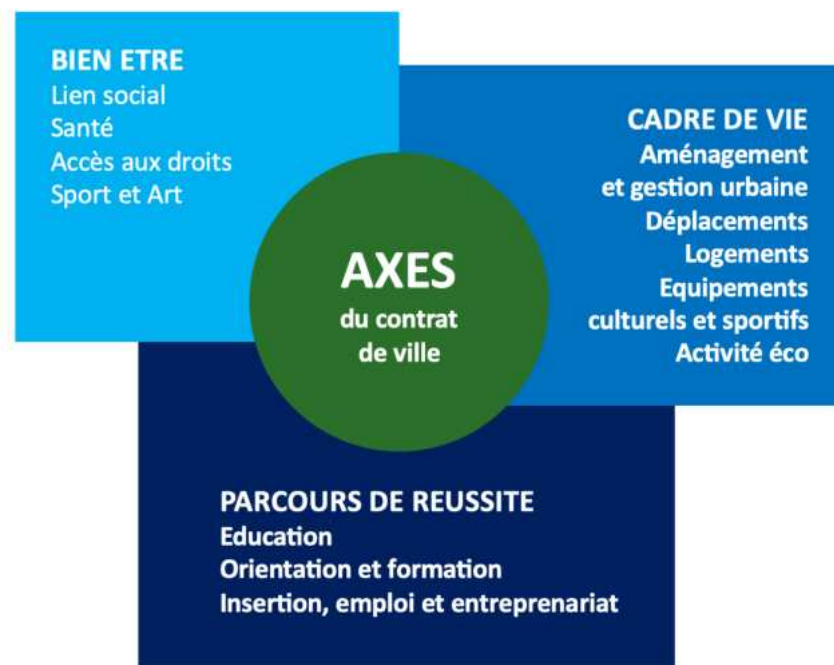 BIEN ETRE
Lien social
Santé
Accès aux droits
Sport et Art
CADRE DE VIE
Aménagement
et gestion urbaine
Déplacements
Logements
Equipements
culturels et sportifs
Activité éco
AXES
du contrat
de ville
PARCOURS DE REUSSITE
Education
Orientation et formation
Insertion, emploi et entreprenariat